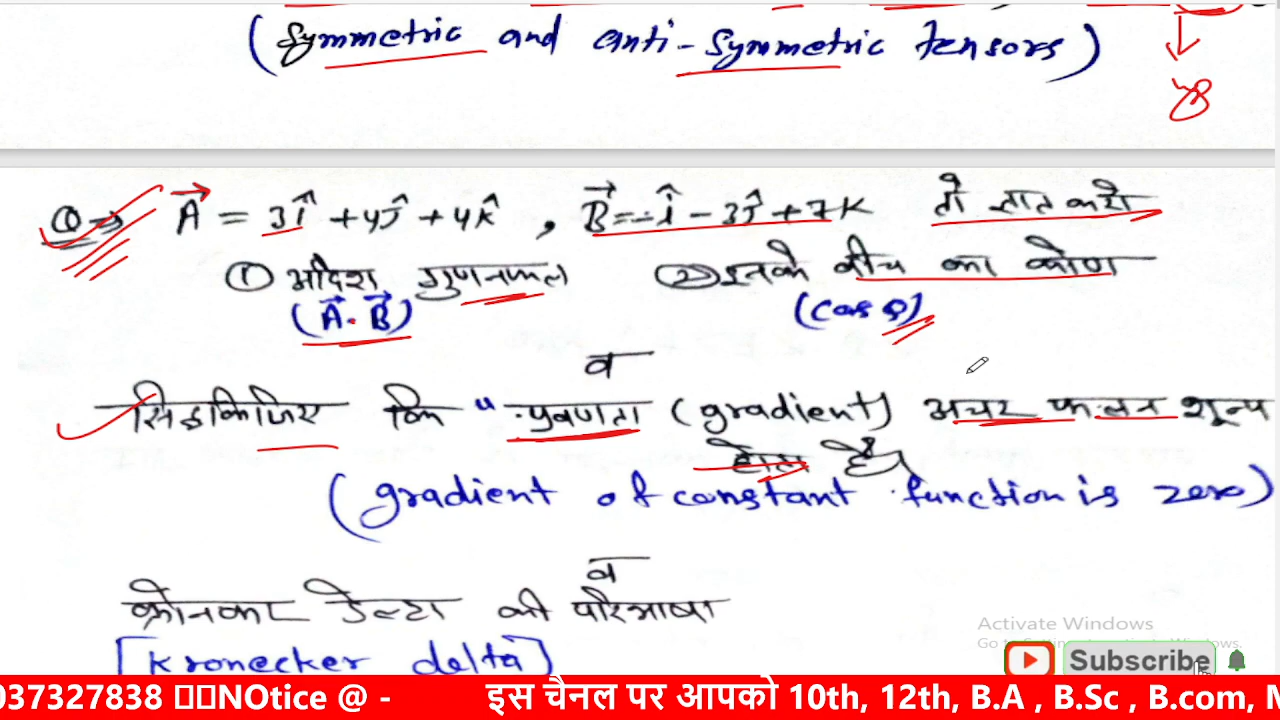 (Symmetric and anti-Symmetric tensors)
Q⇒ A = 3î + 4ĵ + 4k̂ , B = -î - 3ĵ + 7K तो ज्ञात करो
① अदिश गुणनफल ② इनके बीच का कोण
(A. B) (cos θ)
व
सिद्ध किजिए कि " प्रवणता (gradient) अचर फलन शून्य
होता है।
(gradient of constant function is zero)
व
क्रोनकर डेल्टा की परिभाषा
[Kronecker delta]
Activate Windows
Subscribe
037327838 NOtice @ - इस चैनल पर आपको 10th, 12th, B.A , B.Sc , B.com, M